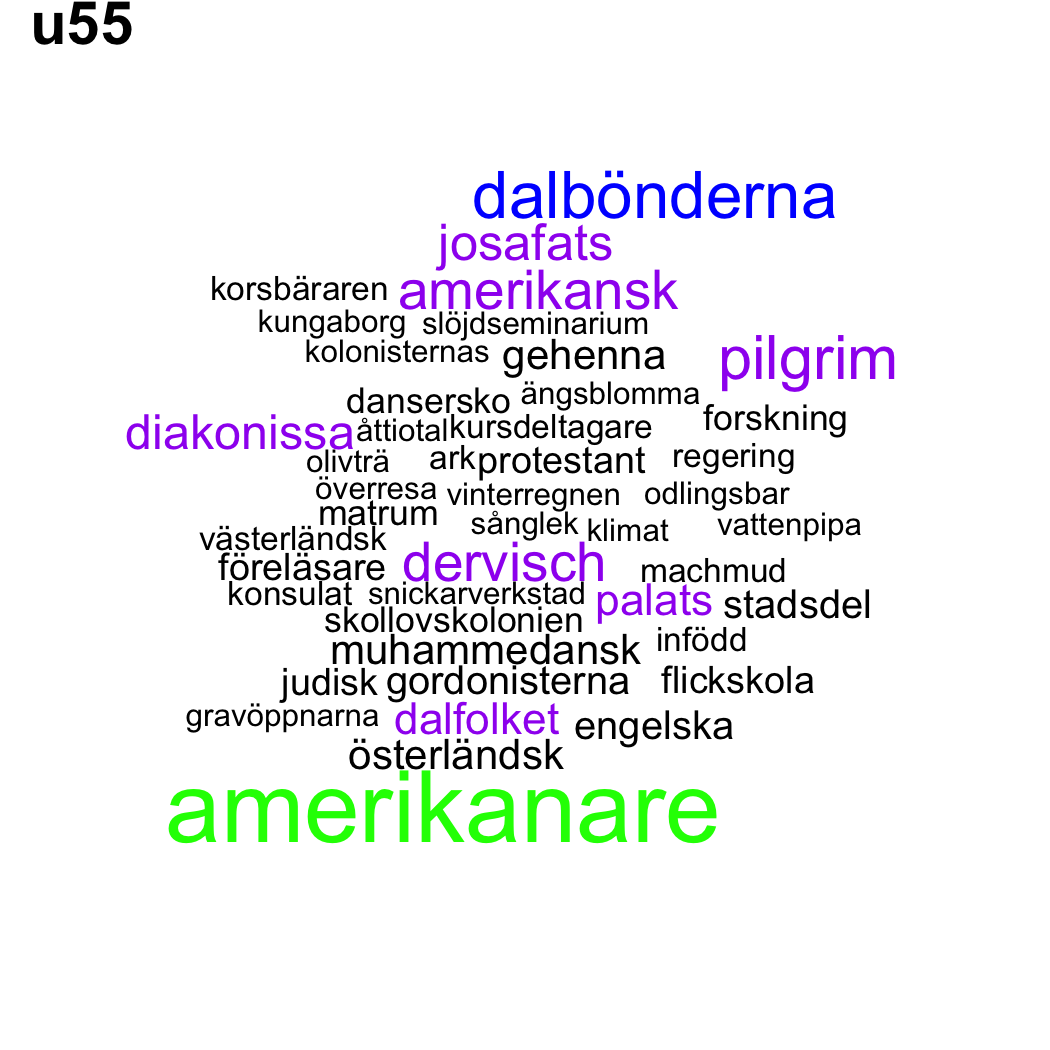 u55
dalbönderna
josafats
korsbäraren amerikansk
kungaborg slöjdseminarium
kolonisternas gehenna pilgrim
dansersko ängsblomma
diakonissa åttiotal kursdeltagare forskning
olivträ ark protestant regering
överresa vinterregnen odlingsbar
matrum sånglek klimat vattenpipa
västerländsk
föreläsare dervisch machmud
konsulat snickarverkstad palats stadsdel
skollovskolonien
muhammedansk infödd
judisk gordonisterna flickskola
gravöppnarna dalfolket engelska
österländsk
amerikanare